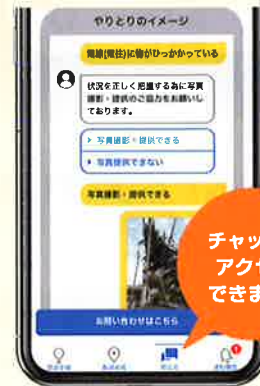 やりとりのイメージ
電線(電柱)に物がひっかかっている
状況を正しく把握する為に写真
撮影・提供のご協力をお願いし
ております。
写真撮影・提供できる
写真提供できない
写真撮影・提供できる
チャッ
アクセ
できま
お問い合わせはこちら